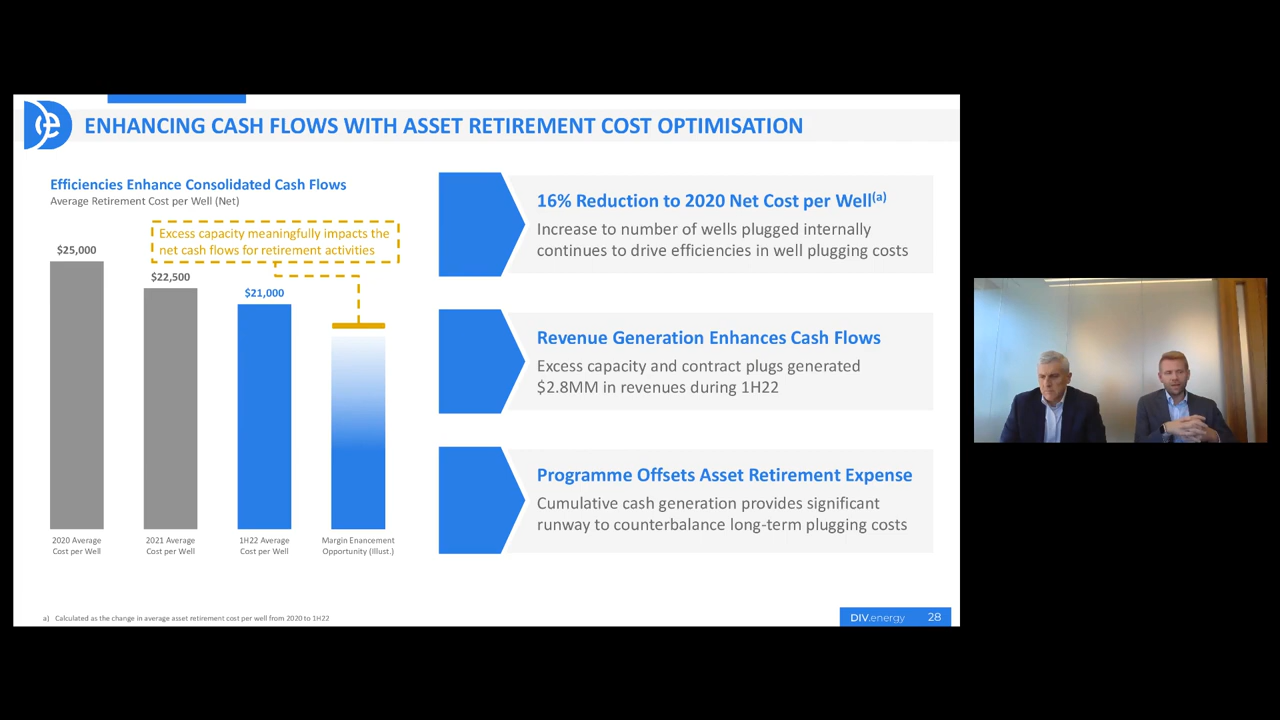 ENHANCING CASH FLOWS WITH ASSET RETIREMENT COST OPTIMISATION
Efficiencies Enhance Consolidated Cash Flows
Average Retirement Cost per Well (Net)
Excess capacity meaningfully impacts the
net cash flows for retirement activities
$25,000
$22,500
$21,000
2020 Average
Cost per Well
2021 Average
Cost per Well
1H22 Average
Cost per Well
Margin Enancement
Opportunity (Illust.)
16% Reduction to 2020 Net Cost per Well(a)
Increase to number of wells plugged internally
continues to drive efficiencies in well plugging costs
Revenue Generation Enhances Cash Flows
Excess capacity and contract plugs generated
$2.8MM in revenues during 1H22
Programme Offsets Asset Retirement Expense
Cumulative cash generation provides significant
runway to counterbalance long-term plugging costs
a) Calculated as the change in average asset retirement cost per well from 2020 to 1H22
DIV.energy 28